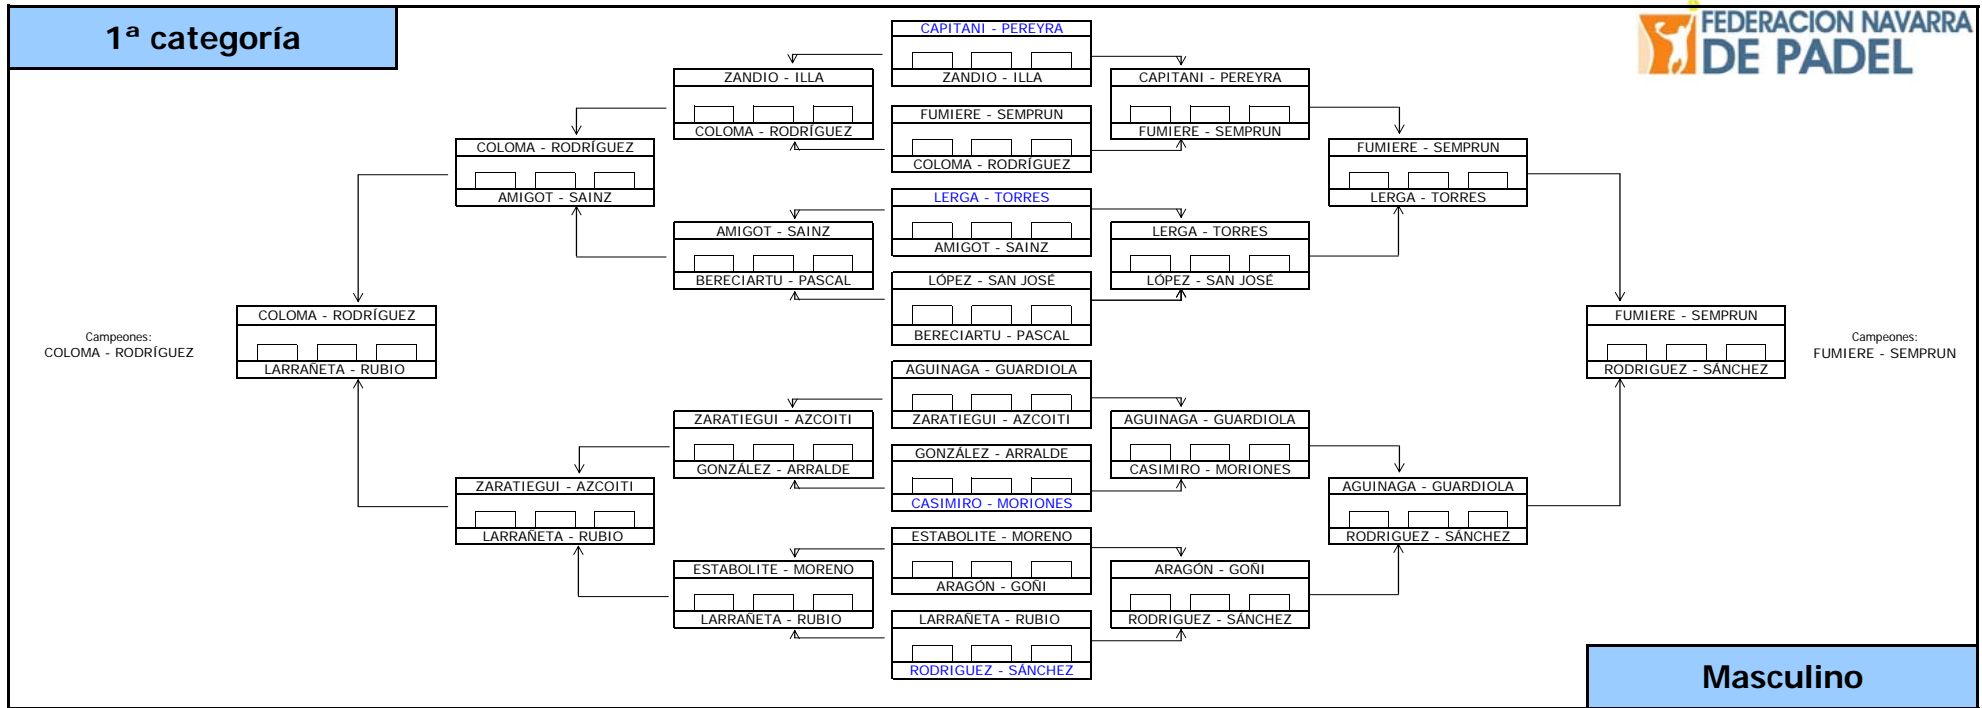 1ª categoría
FEDERACION NAVARRA
DE PADEL
CAPITANI - PEREYRA
ZANDIO - ILLA
FUMIERE - SEMPRUN
COLOMA - RODRÍGUEZ
LERGA - TORRES
AMIGOT - SAINZ
LÓPEZ - SAN JOSÉ
BERECIARTU - PASCAL
AGUINAGA - GUARDIOLA
ZARATIEGUI - AZCOITI
GONZÁLEZ - ARRALDE
CASIMIRO - MORIONES
ESTABOLITE - MORENO
ARAGÓN - GOÑI
LARRAÑETA - RUBIO
RODRIGUEZ - SÁNCHEZ
ZANDIO - ILLA
COLOMA - RODRÍGUEZ
AMIGOT - SAINZ
BERECIARTU - PASCAL
ZARATIEGUI - AZCOITI
GONZÁLEZ - ARRALDE
ESTABOLITE - MORENO
LARRAÑETA - RUBIO
COLOMA - RODRÍGUEZ
AMIGOT - SAINZ
ZARATIEGUI - AZCOITI
LARRAÑETA - RUBIO
COLOMA - RODRÍGUEZ
LARRAÑETA - RUBIO
Campeones:
COLOMA - RODRÍGUEZ
CAPITANI - PEREYRA
FUMIERE - SEMPRUN
LERGA - TORRES
LÓPEZ - SAN JOSÉ
AGUINAGA - GUARDIOLA
CASIMIRO - MORIONES
ARAGÓN - GOÑI
RODRIGUEZ - SÁNCHEZ
FUMIERE - SEMPRUN
LERGA - TORRES
AGUINAGA - GUARDIOLA
RODRIGUEZ - SÁNCHEZ
FUMIERE - SEMPRUN
RODRIGUEZ - SÁNCHEZ
Campeones:
FUMIERE - SEMPRUN
Masculino